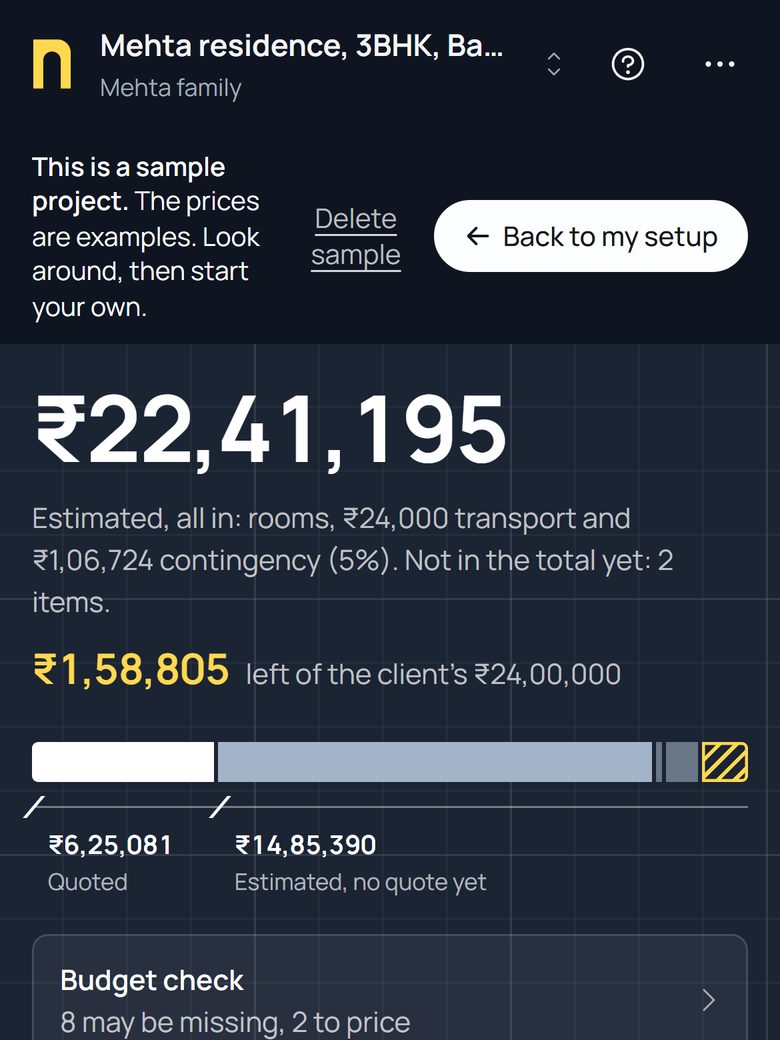 n
Mehta residence, 3BHK, Ba...
Mehta family
This is a sample
project. The prices
are examples. Look
around, then start
your own.
Delete
sample
← Back to my setup
₹22,41,195
Estimated, all in: rooms, ₹24,000 transport and
₹1,06,724 contingency (5%). Not in the total yet: 2
items.
₹1,58,805 left of the client’s ₹24,00,000
₹6,25,081
Quoted
₹14,85,390
Estimated, no quote yet
Budget check
8 may be missing, 2 to price